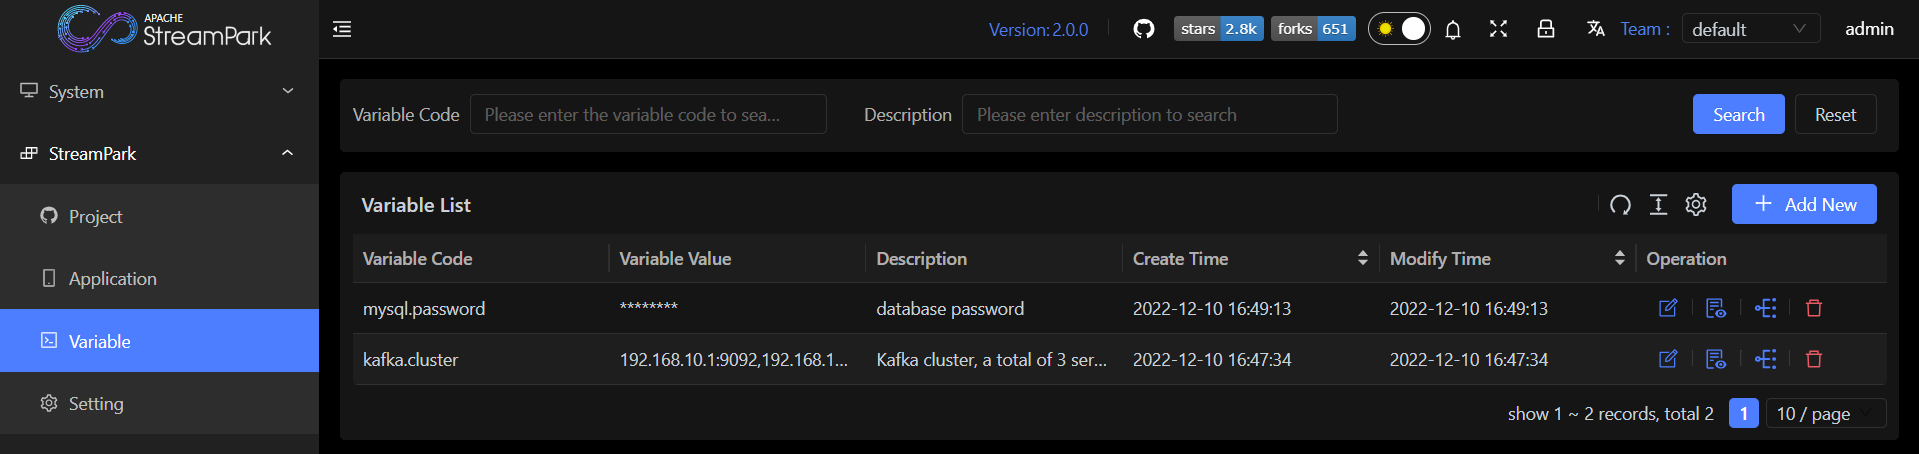 APACHE
StreamPark
Version: 2.0.0
stars 2.8k
forks 651
Team :
default
admin
System
StreamPark
Project
Application
Variable
Setting
Variable Code
Please enter the variable code to sea...
Description
Please enter description to search
Search
Reset
Variable List
Add New
Variable Code Variable Value Description Create Time Modify Time Operation
mysql.password ******** database password 2022-12-10 16:49:13 2022-12-10 16:49:13
kafka.cluster 192.168.10.1:9092,192.168.1... Kafka cluster, a total of 3 ser... 2022-12-10 16:47:34 2022-12-10 16:47:34
show 1 ~ 2 records, total 2 1 10 / page